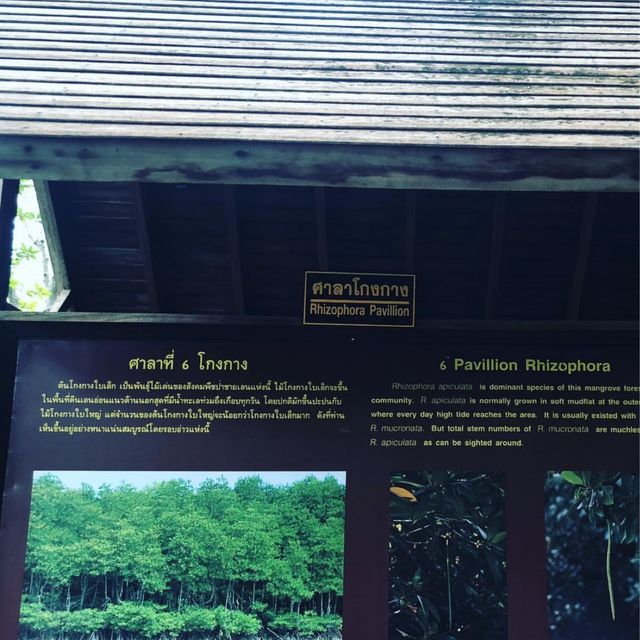 ศาลาโกงกาง
Rhizophora Pavillion
ศาลาที่ 6 โกงกาง
ต้นโกงกางใบเล็ก เป็นพันธุ์ไม้เด่นของสังคมพืชป่าชายเลนแห่งนี้ ไม้โกงกางใบเล็กจะขึ้น
ในพื้นที่ดินเลนอ่อนแนวด้านนอกสุดที่มีน้ำทะเลท่วมถึงเกือบทุกวัน โดยปกติมักขึ้นปะปนกับ
ไม้โกงกางใบใหญ่ แต่จำนวนของต้นโกงกางใบใหญ่จะน้อยกว่าโกงกางใบเล็กมาก ดังที่ท่าน
เห็นขึ้นอยู่อย่างหนาแน่นสมบูรณ์โดยรอบอ่าวแห่งนี้
6 Pavillion Rhizophora
Rhizophora apiculata is dominant species of this mangrove fores
community. R. apiculata is normally grown in soft mudflat at the oute
where every day high tide reaches the area. It is usually existed with
R. mucronata. But total stem numbers of R. mucronata are muchles
R. apiculata as can be sighted around.